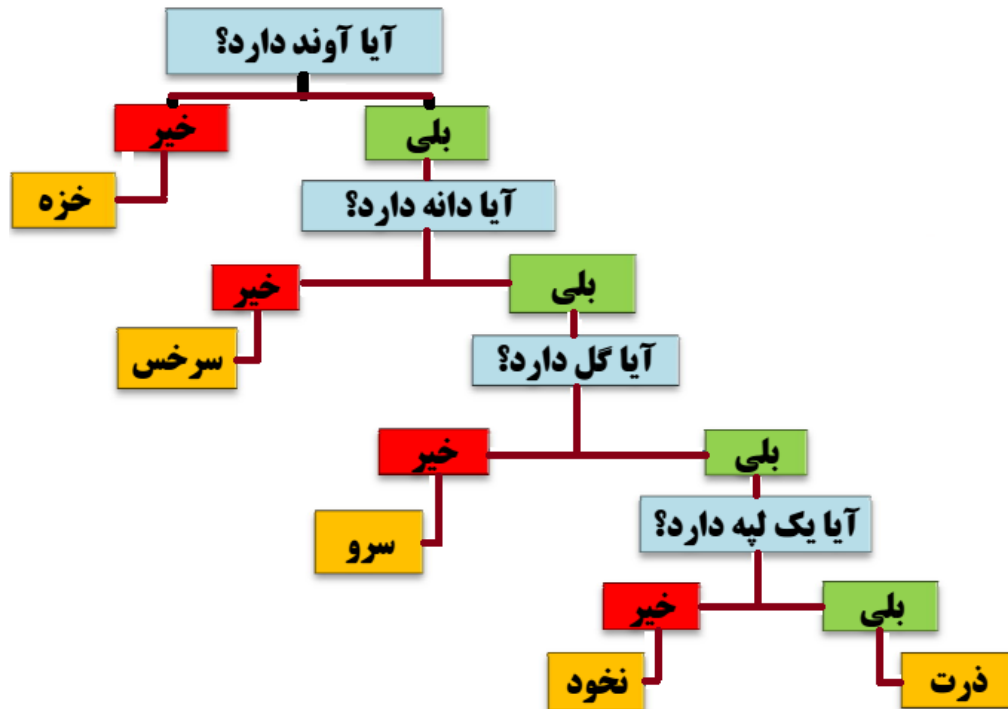 آیا آوند دارد؟
بلی
خیر
خزه
آیا دانه دارد؟
بلی
خیر
سرخس
آیا گل دارد؟
بلی
خیر
سرو
آیا یک لپه دارد؟
بلی
خیر
ذرت
نخود